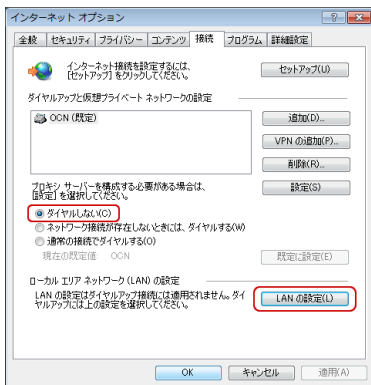 インターネット オプション
全般 セキュリティ プライバシー コンテンツ 接続 プログラム 詳細設定
インターネット接続を設定するには、
[セットアップ] をクリックしてください。
セットアップ(U)
ダイヤルアップと仮想プライベート ネットワークの設定
OCN (既定)
追加(D)...
VPN の追加(P)...
削除(R)...
プロキシ サーバーを構成する必要がある場合は、
[設定] を選択してください。
設定(S)
ダイヤルしない(C)
ネットワーク接続が存在しないときには、ダイヤルする(W)
通常の接続でダイヤルする(O)
現在の既定値: OCN
既定に設定(E)
ローカル エリア ネットワーク (LAN) の設定
LAN の設定はダイヤルアップ接続には適用されません。ダイ
ヤルアップには上の設定を選択してください。
LAN の設定(L)
OK キャンセル 適用(A)